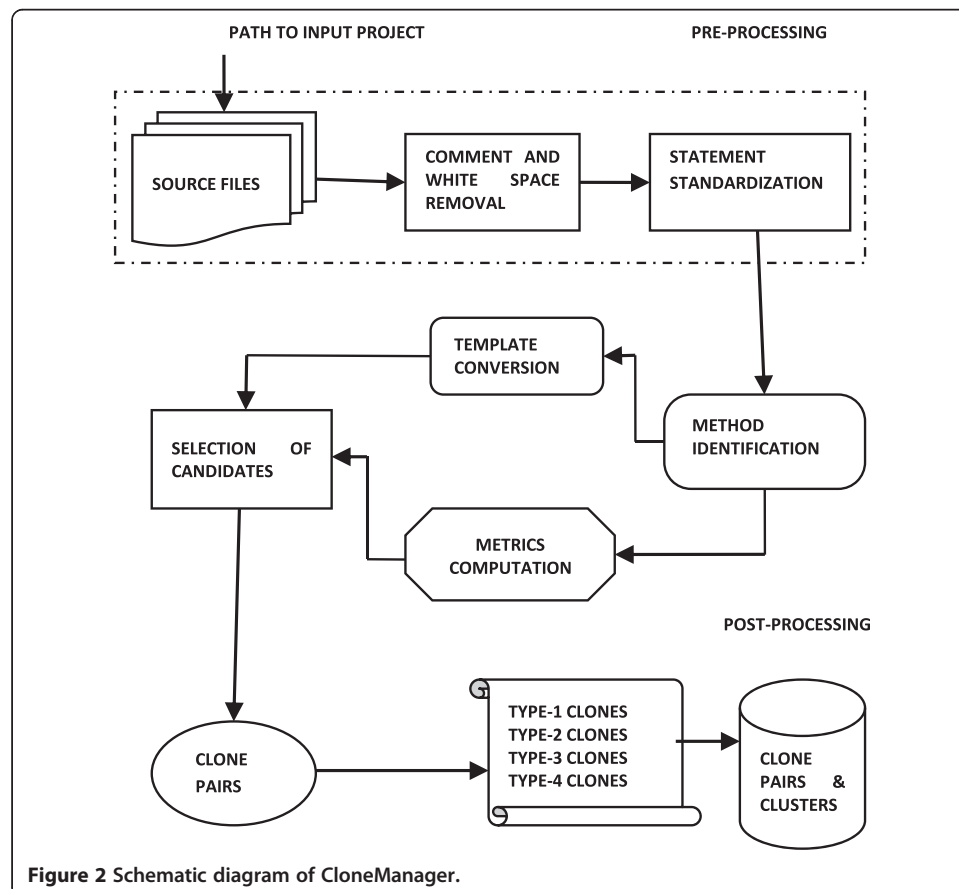 PATH TO INPUT PROJECT
PRE-PROCESSING
SOURCE FILES
COMMENT AND
WHITE SPACE
REMOVAL
STATEMENT
STANDARDIZATION
TEMPLATE
CONVERSION
METHOD
IDENTIFICATION
SELECTION OF
CANDIDATES
METRICS
COMPUTATION
POST-PROCESSING
CLONE
PAIRS
TYPE-1 CLONES
TYPE-2 CLONES
TYPE-3 CLONES
TYPE-4 CLONES
CLONE
PAIRS &
CLUSTERS
Figure 2 Schematic diagram of CloneManager.